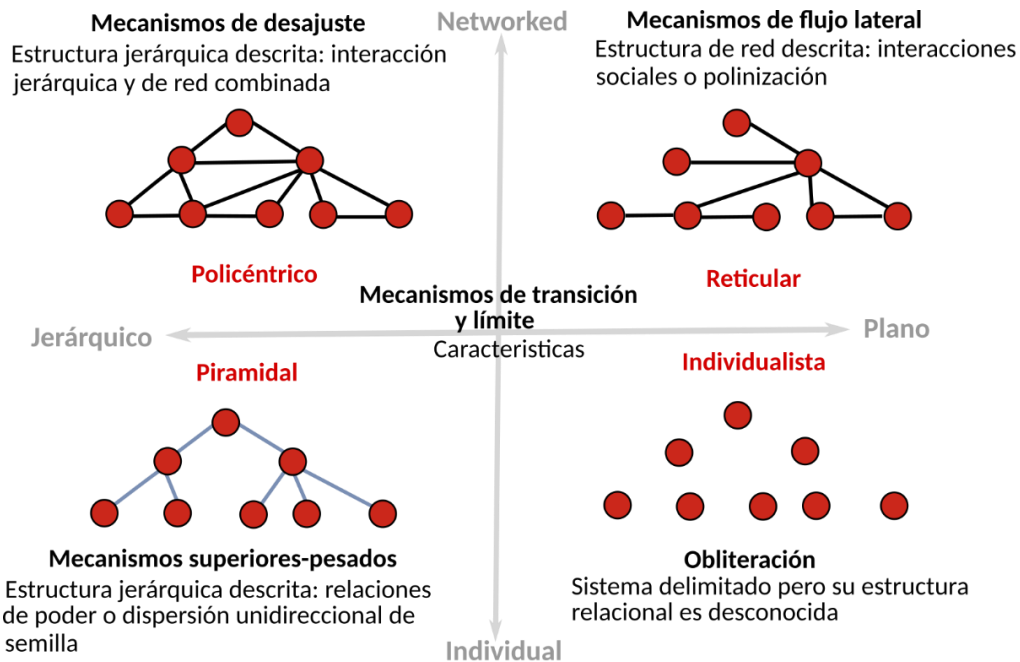 Networked
Mecanismos de desajuste
Estructura jerárquica descrita: interacción
jerárquica y de red combinada
Mecanismos de flujo lateral
Estructura de red descrita: interacciones
sociales o polinización
Policéntrico
Reticular
Mecanismos de transición
y límite
Caracteristicas
Jerárquico
Plano
Piramidal
Individualista
Mecanismos superiores-pesados
Estructura jerárquica descrita: relaciones
de poder o dispersión unidireccional de
semilla
Obliteración
Sistema delimitado pero su estructura
relacional es desconocida
Individual